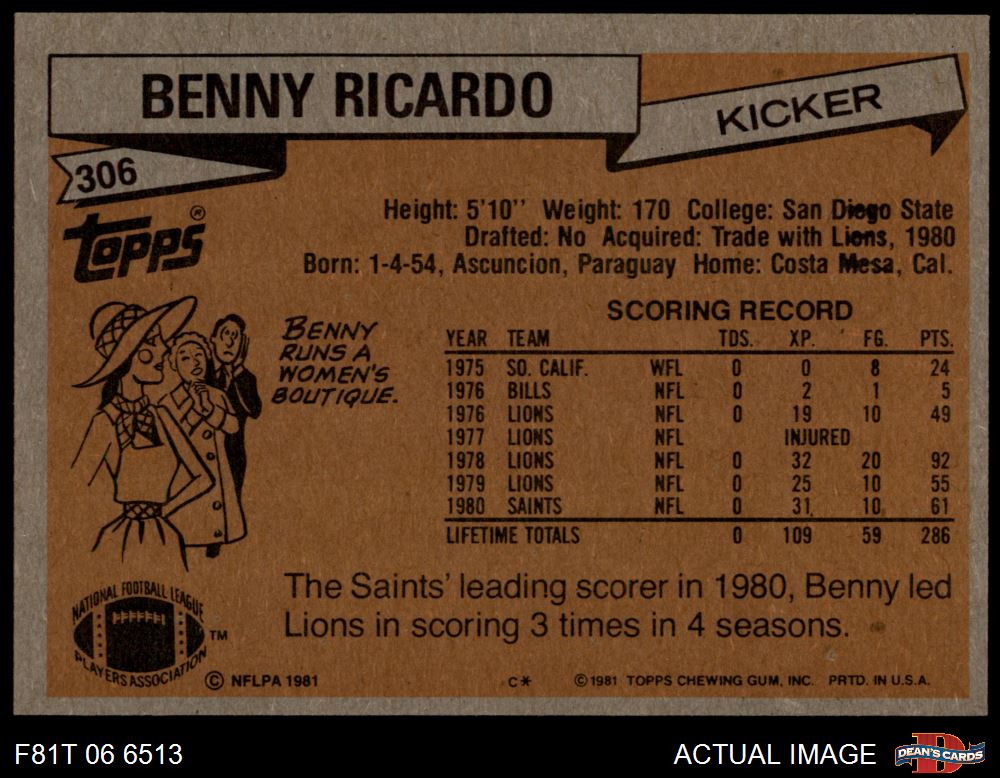 BENNY RICARDO
KICKER
306
Topps®
Height: 5'10" Weight: 170 College: San Diego State
Drafted: No Acquired: Trade with Lions, 1980
Born: 1-4-54, Ascuncion, Paraguay Home: Costa Mesa, Cal.
BENNY
RUNS A
WOMEN'S
BOUTIQUE.
SCORING RECORD
YEAR TEAM TDS. XP. FG. PTS.
1975 SO. CALIF. WFL 0 0 8 24
1976 BILLS NFL 0 2 1 5
1976 LIONS NFL 0 19 10 49
1977 LIONS NFL INJURED
1978 LIONS NFL 0 32 20 92
1979 LIONS NFL 0 25 10 55
1980 SAINTS NFL 0 31 10 61
LIFETIME TOTALS 0 109 59 286
The Saints' leading scorer in 1980, Benny led
Lions in scoring 3 times in 4 seasons.
NATIONAL FOOTBALL LEAGUE
PLAYERS ASSOCIATION
TM
© NFLPA 1981
C*
© 1981 TOPPS CHEWING GUM, INC. PRTD. IN U.S.A.
F81T 06 6513
ACTUAL IMAGE
D
DEAN'S CARDS